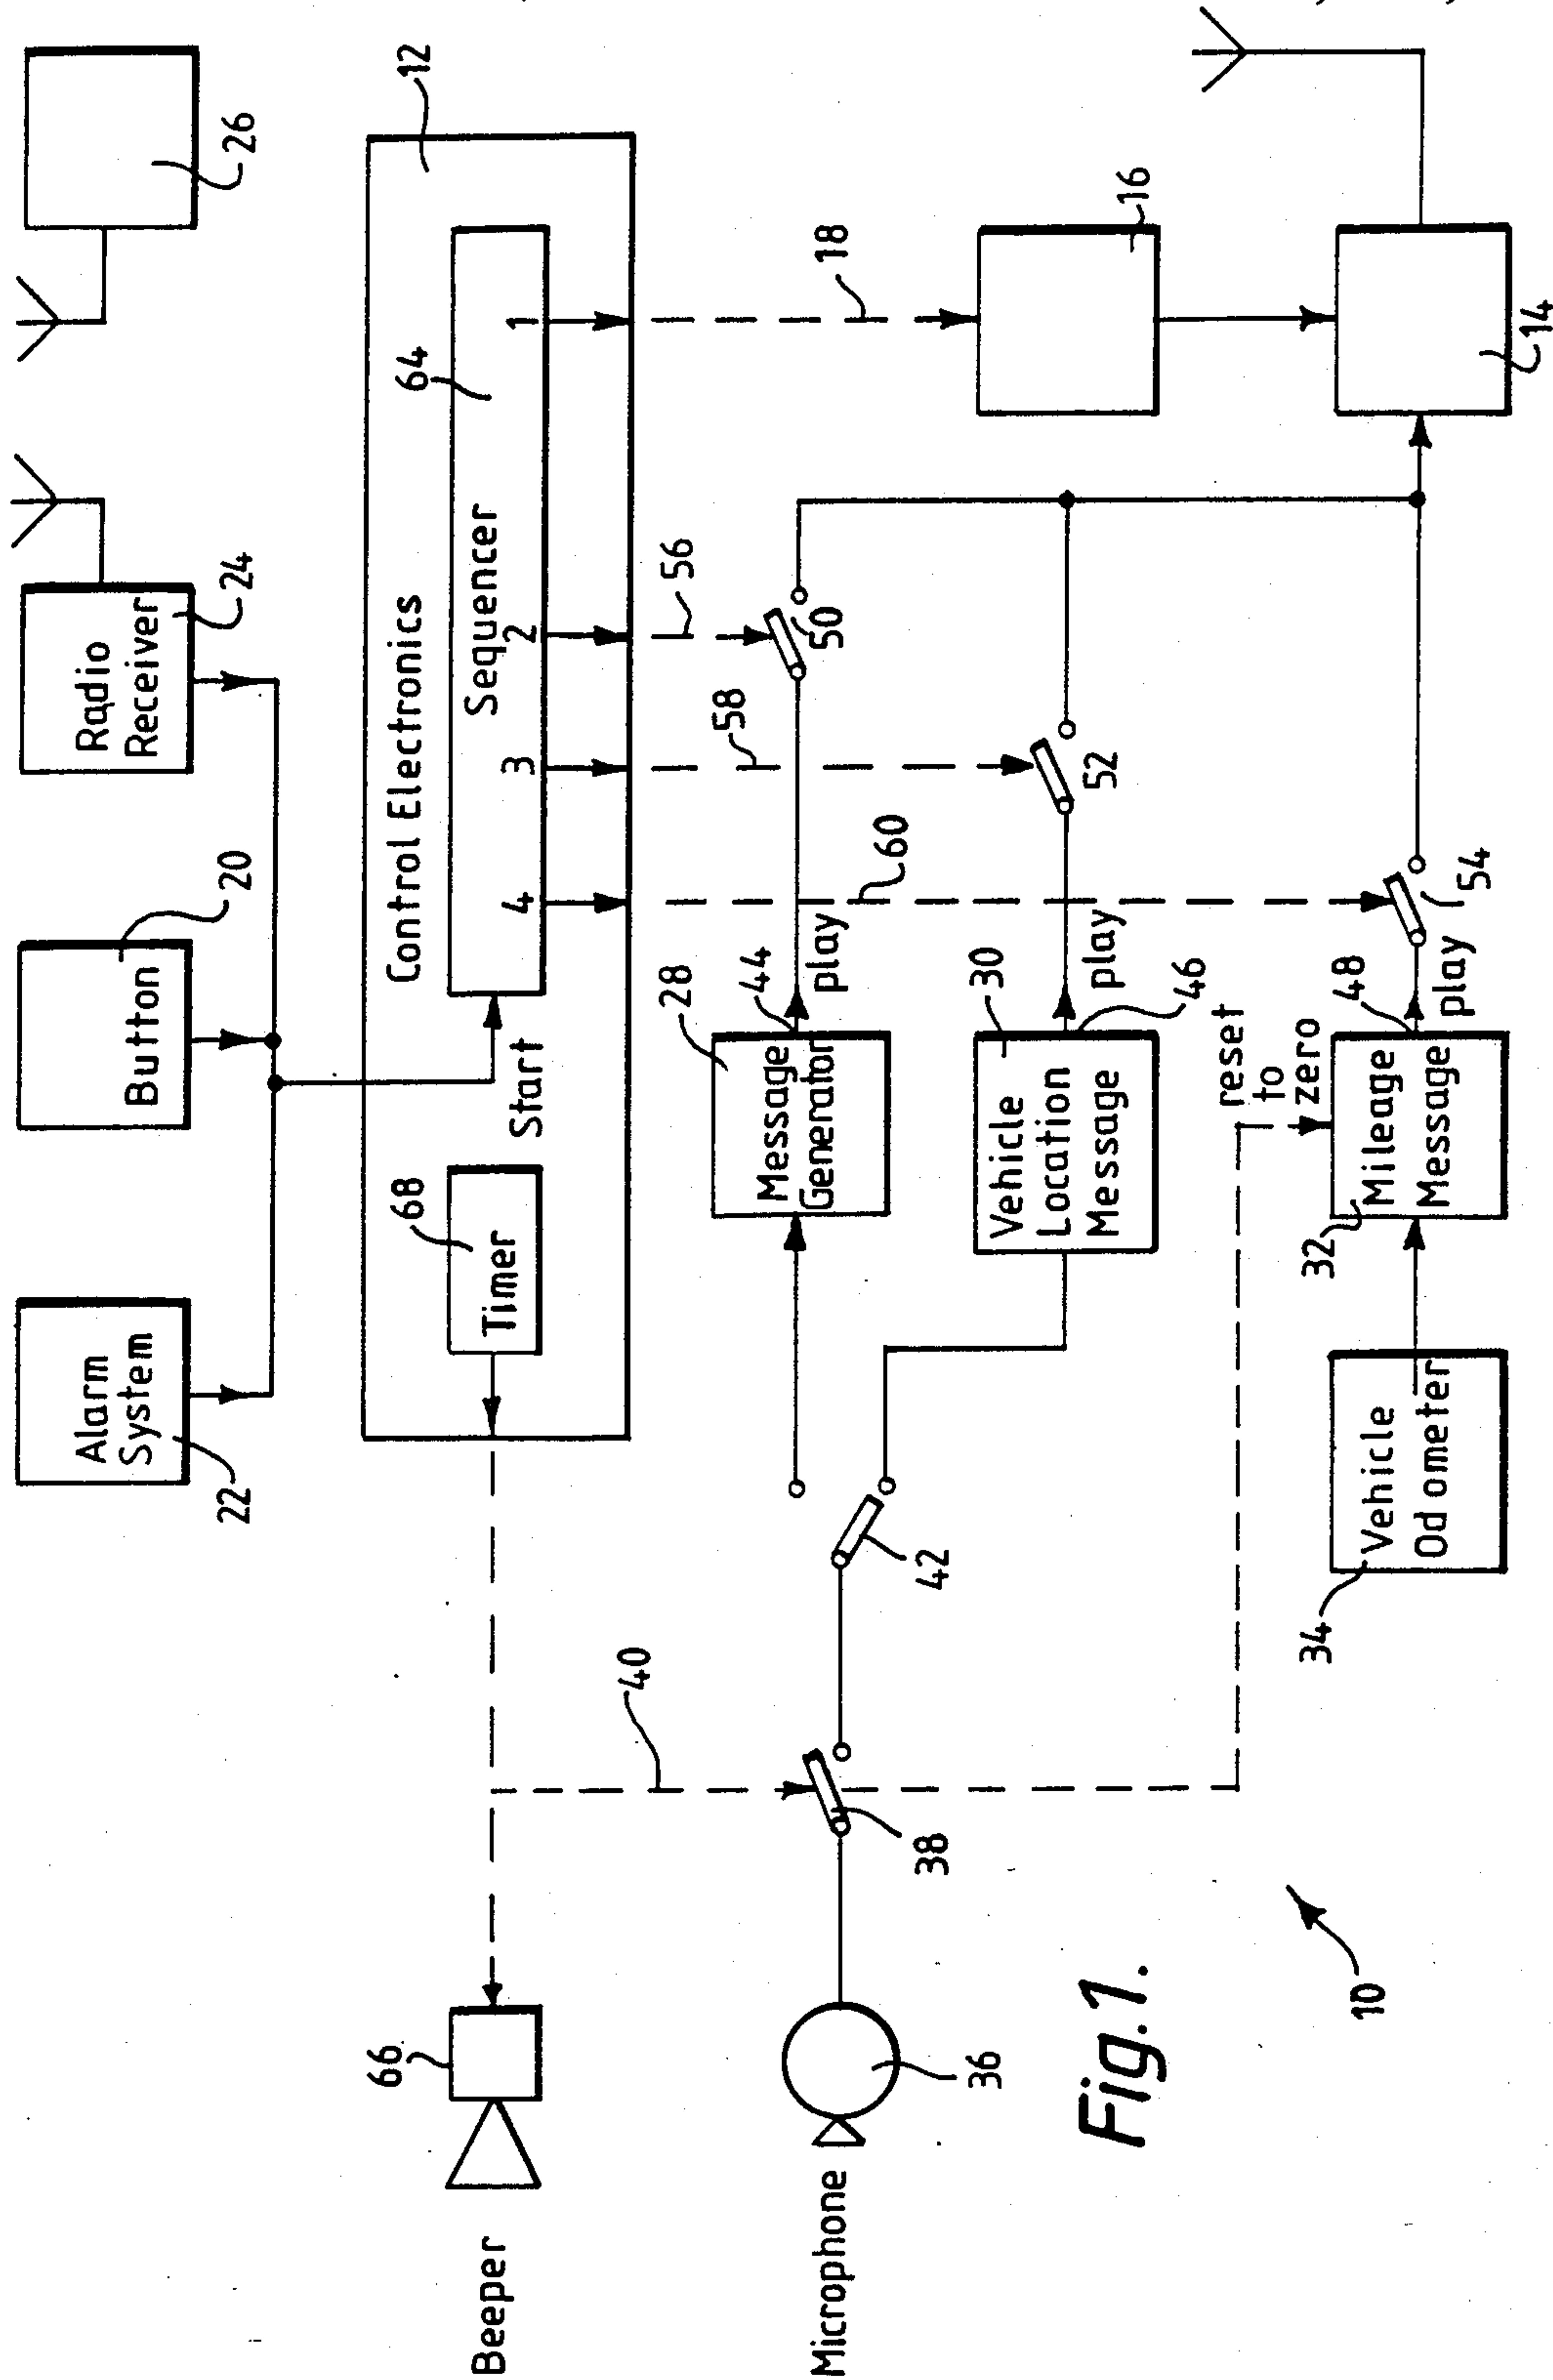 Alarm
System
22
Button
20
Radio
Receiver
24
26
12
Control Electronics
Sequencer
64
4
3
2
1
Start
Timer
68
66
Beeper
40
56
58
60
18
16
14
28
Message
Generator
44
play
50
30
Vehicle
Location
Message
46
play
52
reset
to
zero
32
Mileage
Message
48
play
54
34
Vehicle
Odometer
42
38
36
Microphone
10
Fig.1.